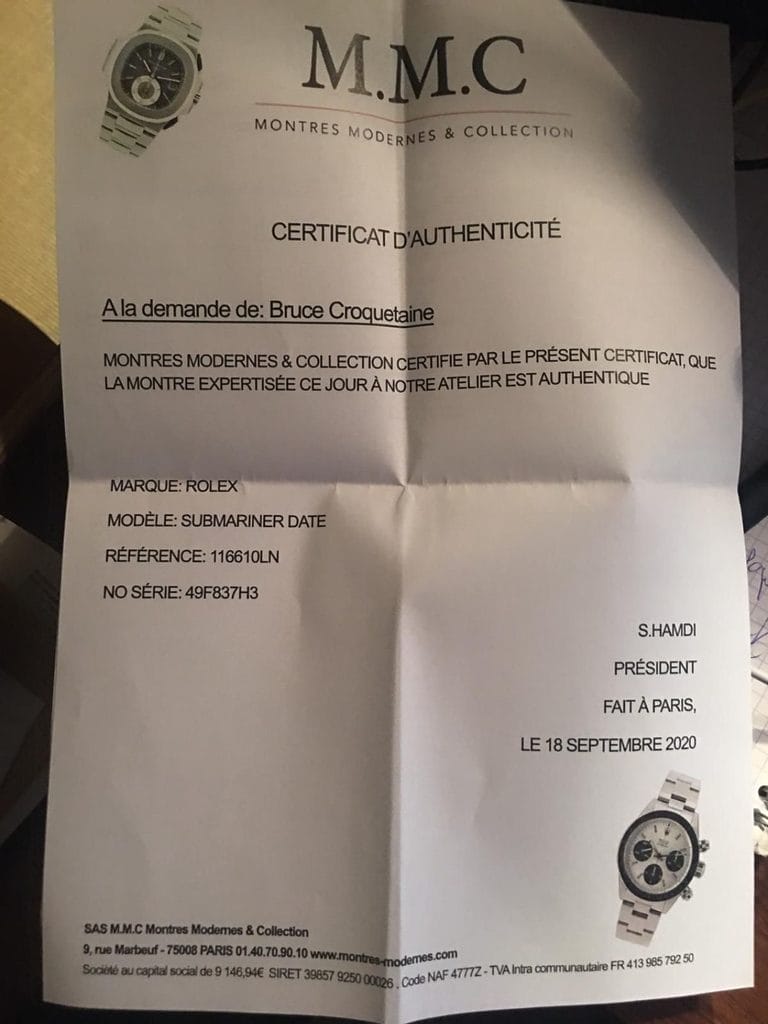 M.M.C
MONTRES MODERNES & COLLECTION
CERTIFICAT D'AUTHENTICITÉ
A la demande de: Bruce Croquetaine
MONTRES MODERNES & COLLECTION CERTIFIE PAR LE PRÉSENT CERTIFICAT, QUE
LA MONTRE EXPERTISÉE CE JOUR À NOTRE ATELIER EST AUTHENTIQUE
MARQUE: ROLEX
MODÈLE: SUBMARINER DATE
RÉFÉRENCE: 116610LN
NO SÉRIE: 49F837H3
S.HAMDI
PRÉSIDENT
FAIT À PARIS,
LE 18 SEPTEMBRE 2020
SAS M.M.C Montres Modernes & Collection
9, rue Marbeuf - 75008 PARIS 01.40.70.90.10 www.montres-modernes.com
Société au capital social de 9 146,94€ SIRET 39857 9250 00026 . Code NAF 4777Z - TVA Intra communautaire FR 413 985 792 50